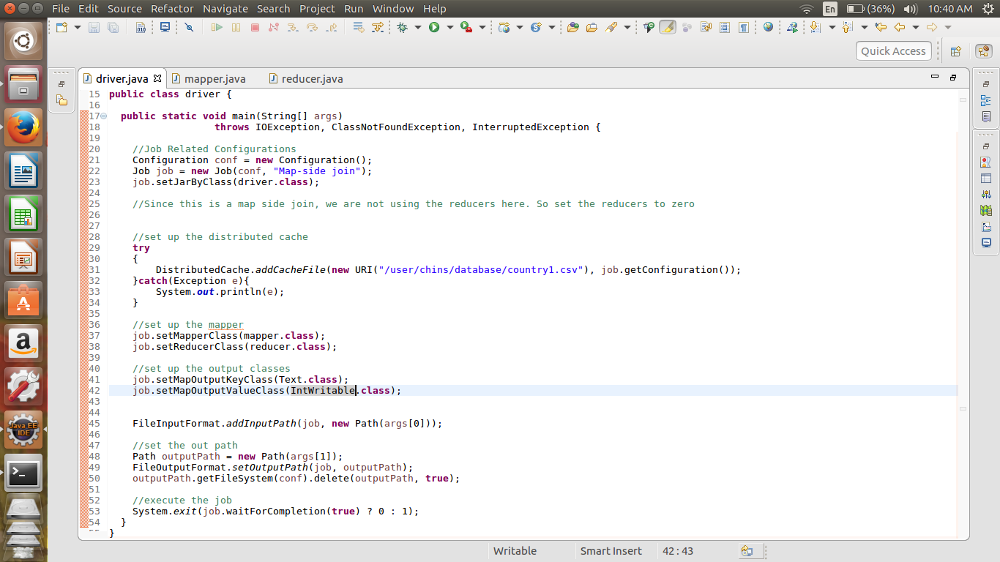 File Edit Source Refactor Navigate Search Project Run Window Help
En (36%) 10:40 AM
Quick Access
driver.java mapper.java reducer.java
15 public class driver {
16
17 public static void main(String[] args)
18 throws IOException, ClassNotFoundException, InterruptedException {
19
20 //Job Related Configurations
21 Configuration conf = new Configuration();
22 Job job = new Job(conf, "Map-side join");
23 job.setJarByClass(driver.class);
24
25 //Since this is a map side join, we are not using the reducers here. So set the reducers to zero
26
27
28 //set up the distributed cache
29 try
30 {
31 DistributedCache.addCacheFile(new URI("/user/chins/database/country1.csv"), job.getConfiguration());
32 }catch(Exception e){
33 System.out.println(e);
34 }
35
36 //set up the mapper
37 job.setMapperClass(mapper.class);
38 job.setReducerClass(reducer.class);
39
40 //set up the output classes
41 job.setMapOutputKeyClass(Text.class);
42 job.setMapOutputValueClass(IntWritable.class);
43
44
45 FileInputFormat.addInputPath(job, new Path(args[0]));
46
47 //set the out path
48 Path outputPath = new Path(args[1]);
49 FileOutputFormat.setOutputPath(job, outputPath);
50 outputPath.getFileSystem(conf).delete(outputPath, true);
51
52 //execute the job
53 System.exit(job.waitForCompletion(true) ? 0 : 1);
54 }
}
Java EE
IDE
Writable Smart Insert 42 : 43